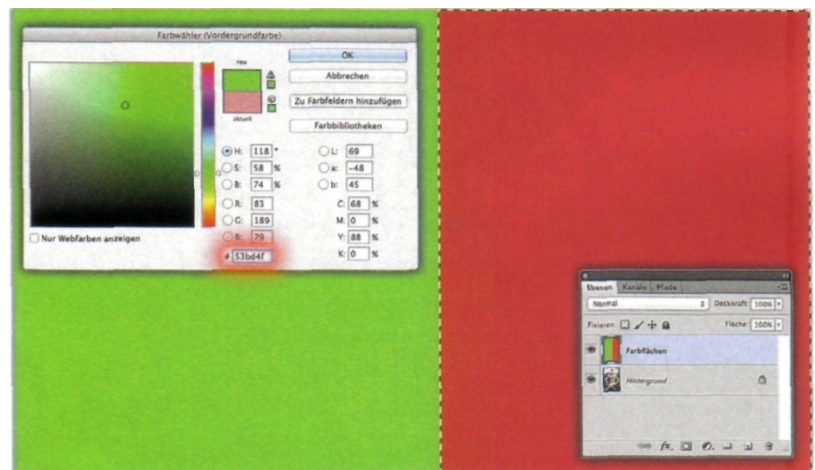 Farbwähler (Vordergrundfarbe)
neu
aktuell
OK
Abbrechen
Zu Farbfeldern hinzufügen
Farbbibliotheken
H: 118 °
S: 58 %
B: 74 %
R: 83
G: 189
B: 79
# 53bd4f
L: 69
a: -48
b: 45
C: 68 %
M: 0 %
Y: 88 %
K: 0 %
Nur Webfarben anzeigen
Ebenen Kanäle Pfade
Normal Deckkraft: 100%
Fixieren: Fläche: 100%
Farbflächen
Hintergrund
fx.